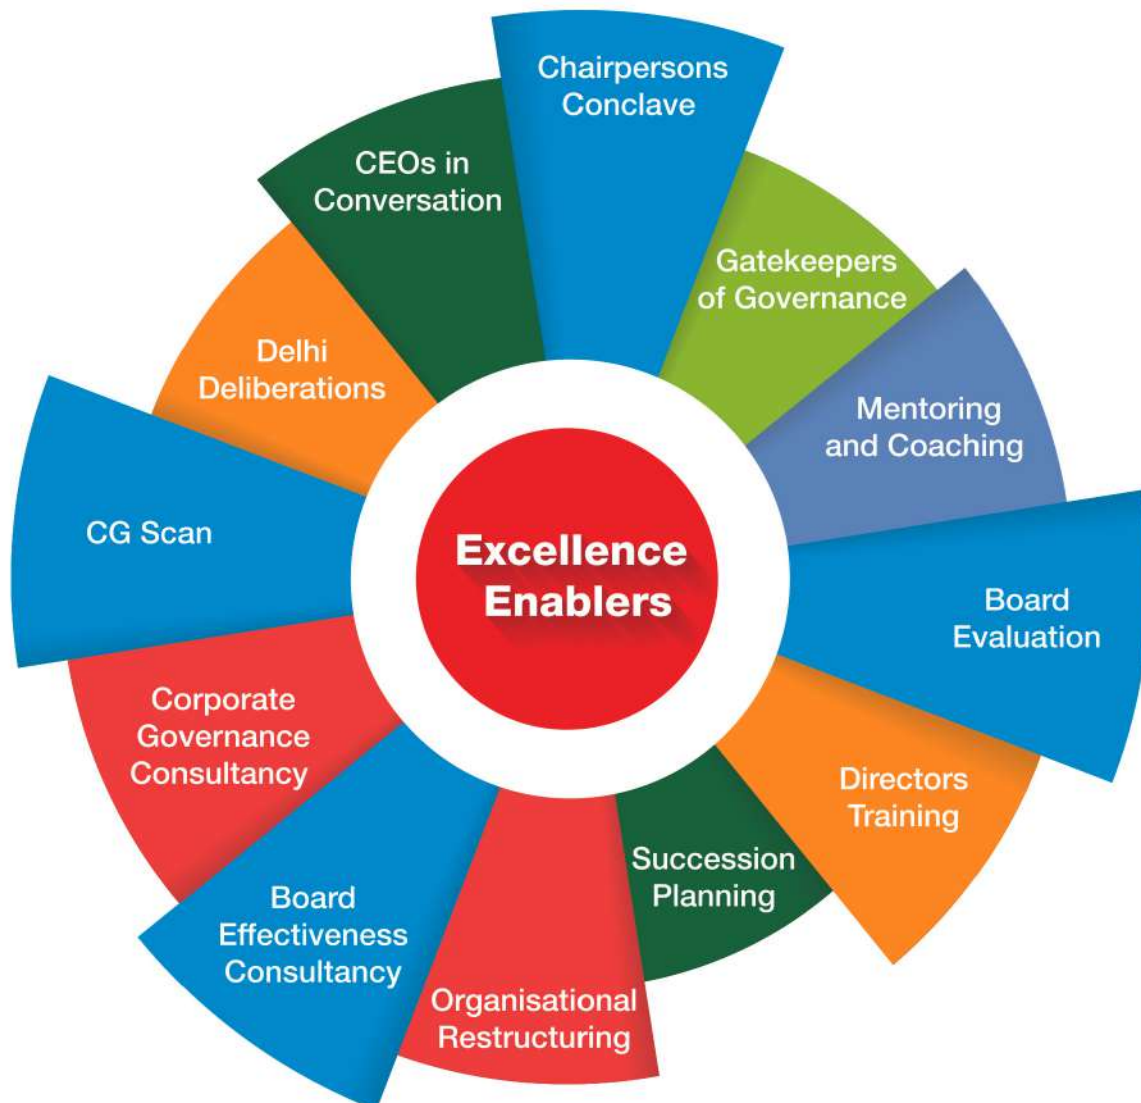 Chairpersons
Conclave
Gatekeepers
of Governance
Mentoring
and Coaching
Board
Evaluation
Directors
Training
Succession
Planning
Organisational
Restructuring
Board
Effectiveness
Consultancy
Corporate
Governance
Consultancy
CG Scan
Delhi
Deliberations
CEOs in
Conversation
Excellence
Enablers